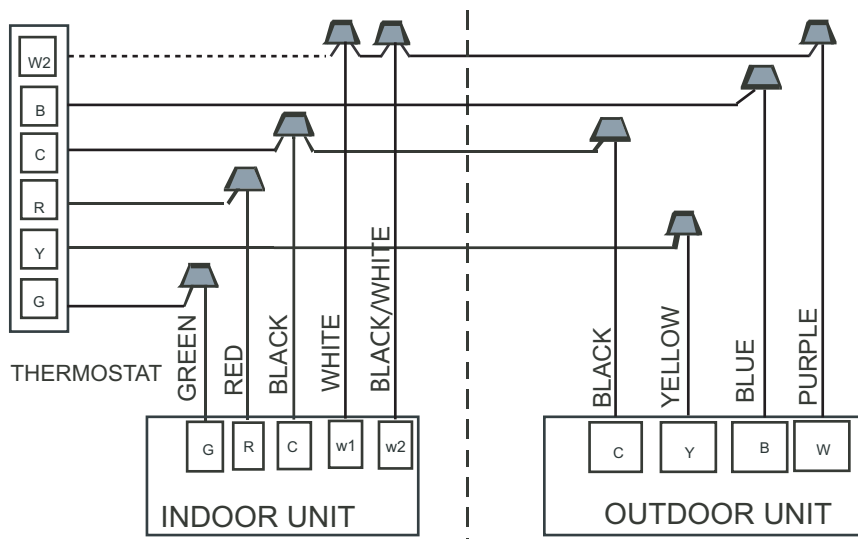 W2
B
C
R
Y
G
THERMOSTAT
GREEN
RED
BLACK
WHITE
BLACK/WHITE
BLACK
YELLOW
BLUE
PURPLE
G R C w1 w2
INDOOR UNIT
C Y B W
OUTDOOR UNIT